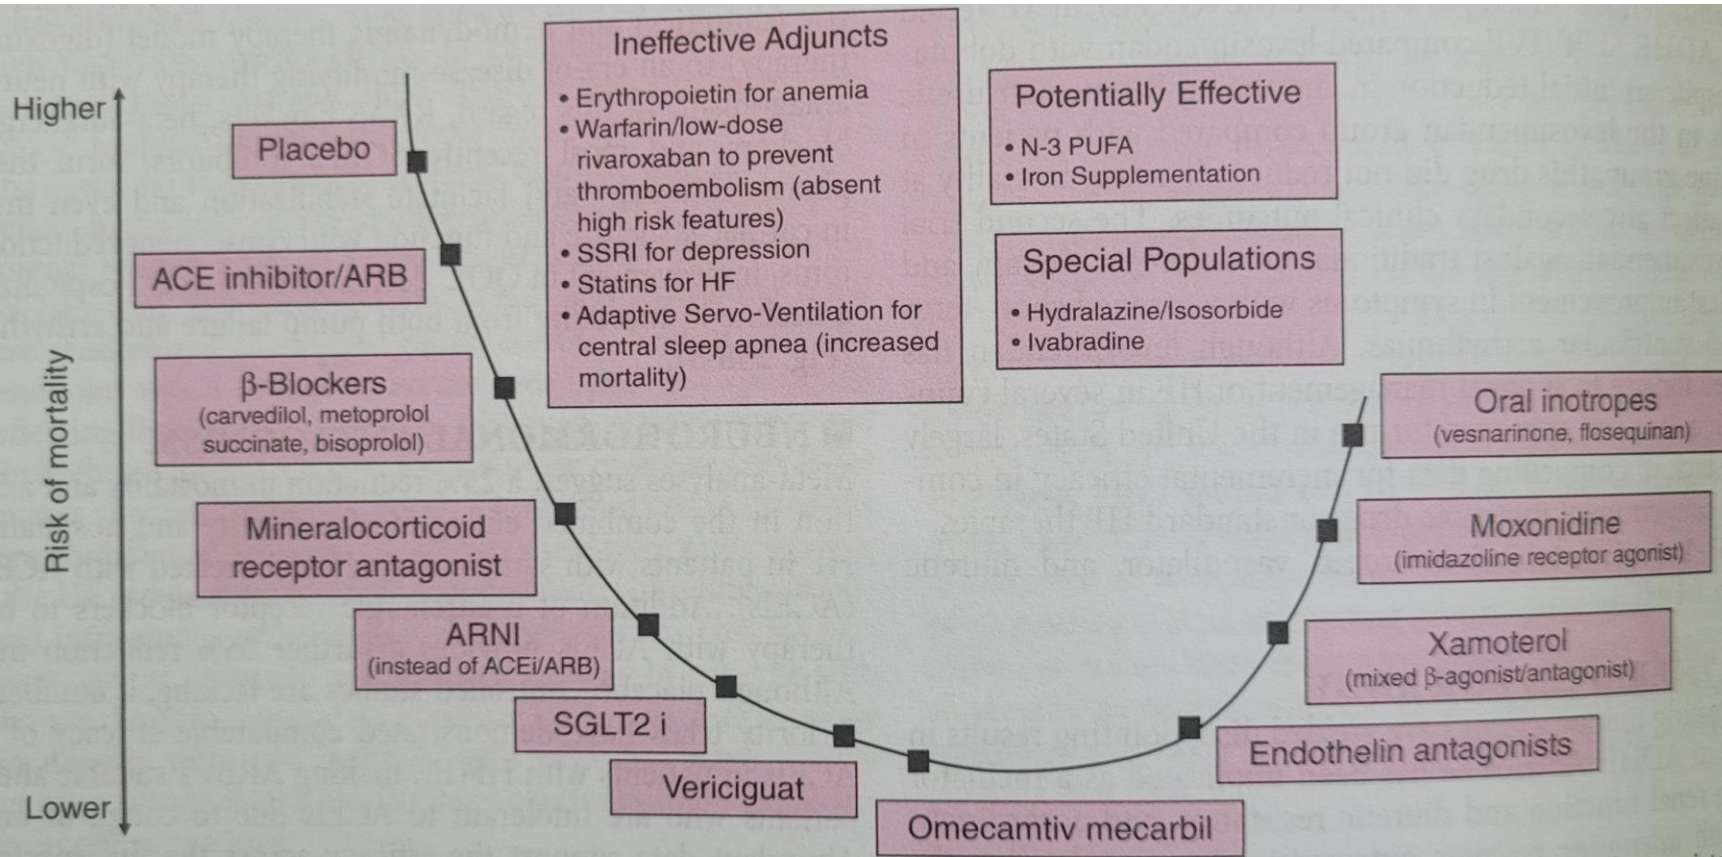 Higher
Risk of mortality
Lower
Placebo
ACE inhibitor/ARB
β-Blockers
(carvedilol, metoprolol
succinate, bisoprolol)
Mineralocorticoid
receptor antagonist
ARNI
(instead of ACEi/ARB)
SGLT2 i
Vericiguat
Omecamtiv mecarbil
Endothelin antagonists
Xamoterol
(mixed β-agonist/antagonist)
Moxonidine
(imidazoline receptor agonist)
Oral inotropes
(vesnarinone, flosequinan)
Ineffective Adjuncts
• Erythropoietin for anemia
• Warfarin/low-dose
rivaroxaban to prevent
thromboembolism (absent
high risk features)
• SSRI for depression
• Statins for HF
• Adaptive Servo-Ventilation for
central sleep apnea (increased
mortality)
Potentially Effective
• N-3 PUFA
• Iron Supplementation
Special Populations
• Hydralazine/Isosorbide
• Ivabradine